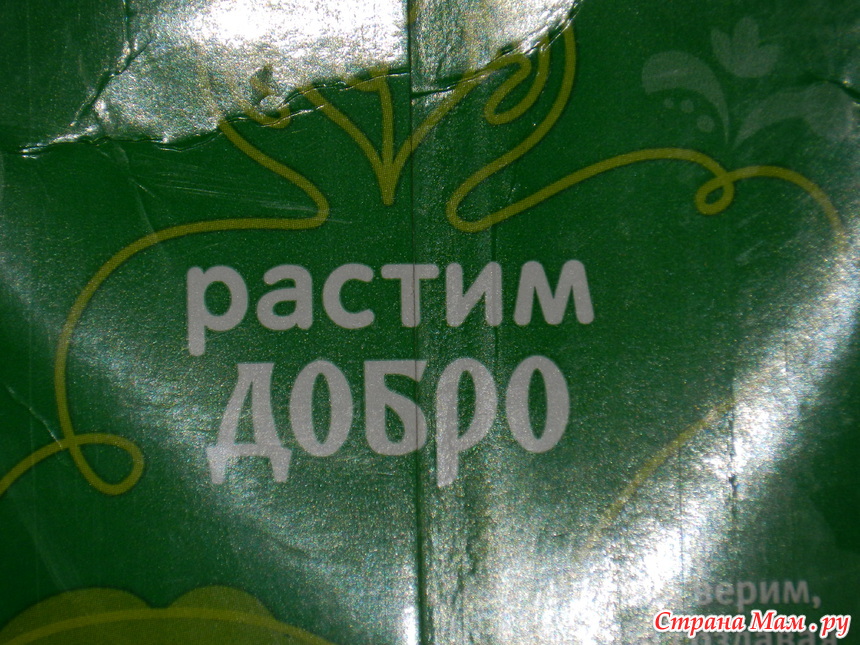 растим
добро
верим,
Страна Мам.ру